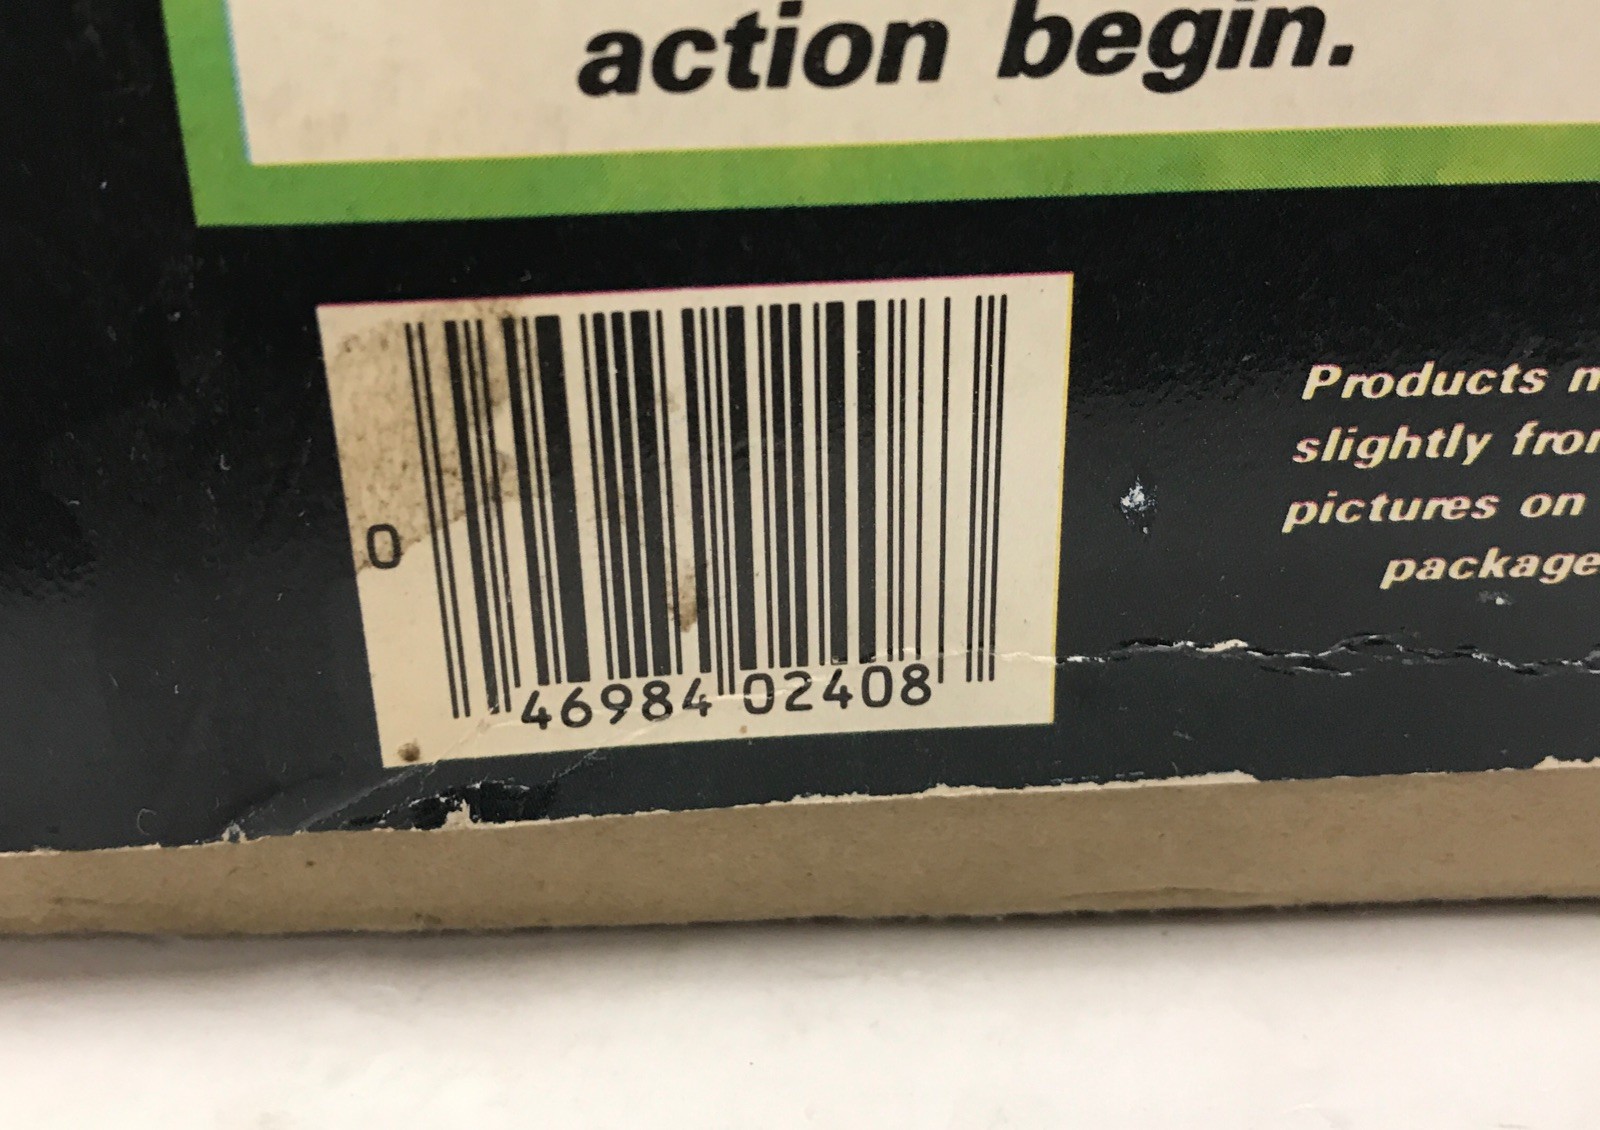 action begin.
Products
slightly
pictures on
package
0
46984 02408